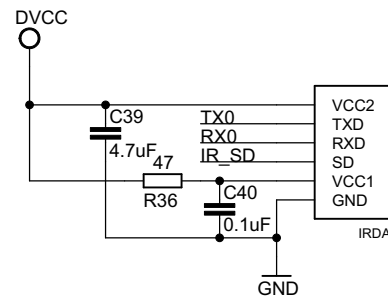 DVCC
C39
4.7uF
TX0
RX0
IR_SD
47
R36
C40
0.1uF
VCC2
TXD
RXD
SD
VCC1
GND
IRDA
GND